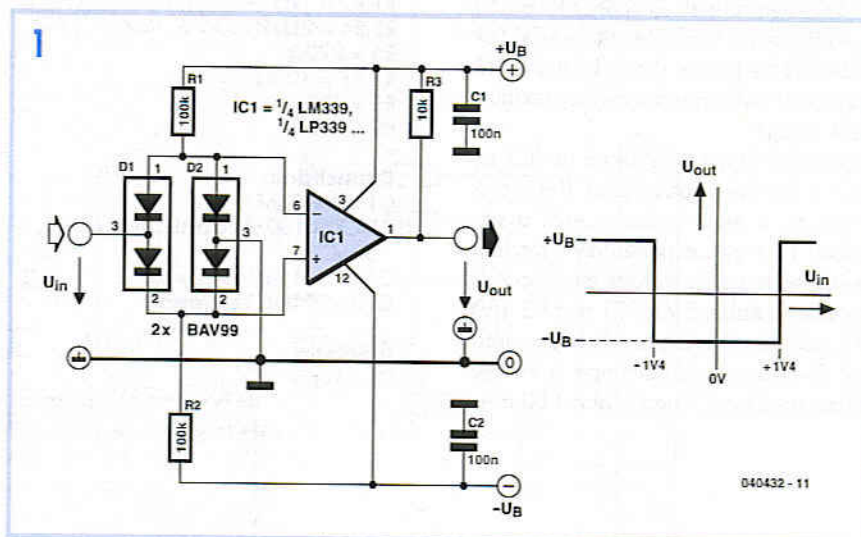 1
+UB
R1
100k
IC1 = 1/4 LM339,
1/4 LP339 ...
R3
10k
+
C1
100n
D1
1
D2
1
3
3
2
2
2x BAV99
6
−
7
+
3
IC1
12
1
Uin
Uout
0
R2
100k
C2
100n
−
−UB
Uout
+UB
Uin
−UB
−1V4
0V
+1V4
040432 - 11